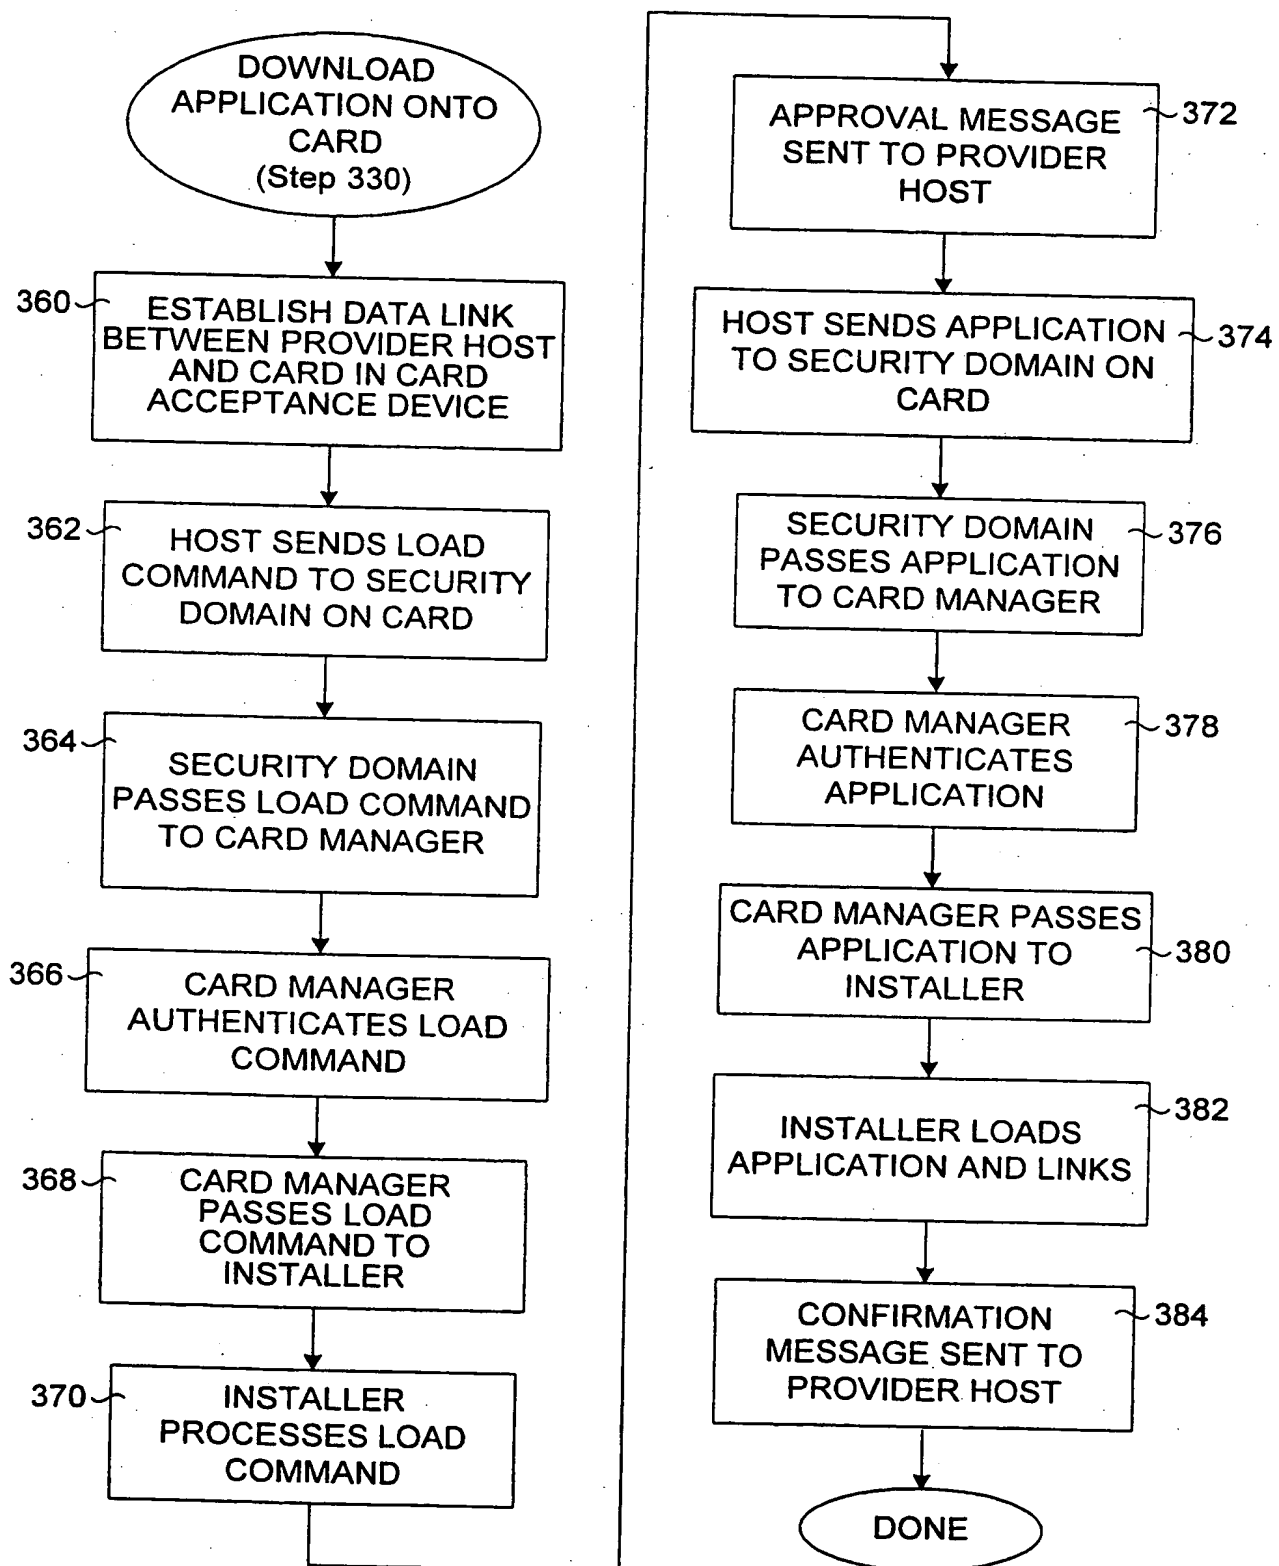 DOWNLOAD
APPLICATION ONTO
CARD
(Step 330)
360
ESTABLISH DATA LINK
BETWEEN PROVIDER HOST
AND CARD IN CARD
ACCEPTANCE DEVICE
362
HOST SENDS LOAD
COMMAND TO SECURITY
DOMAIN ON CARD
364
SECURITY DOMAIN
PASSES LOAD COMMAND
TO CARD MANAGER
366
CARD MANAGER
AUTHENTICATES LOAD
COMMAND
368
CARD MANAGER
PASSES LOAD
COMMAND TO
INSTALLER
370
INSTALLER
PROCESSES LOAD
COMMAND
372
APPROVAL MESSAGE
SENT TO PROVIDER
HOST
374
HOST SENDS APPLICATION
TO SECURITY DOMAIN ON
CARD
376
SECURITY DOMAIN
PASSES APPLICATION
TO CARD MANAGER
378
CARD MANAGER
AUTHENTICATES
APPLICATION
380
CARD MANAGER PASSES
APPLICATION TO
INSTALLER
382
INSTALLER LOADS
APPLICATION AND LINKS
384
CONFIRMATION
MESSAGE SENT TO
PROVIDER HOST
DONE